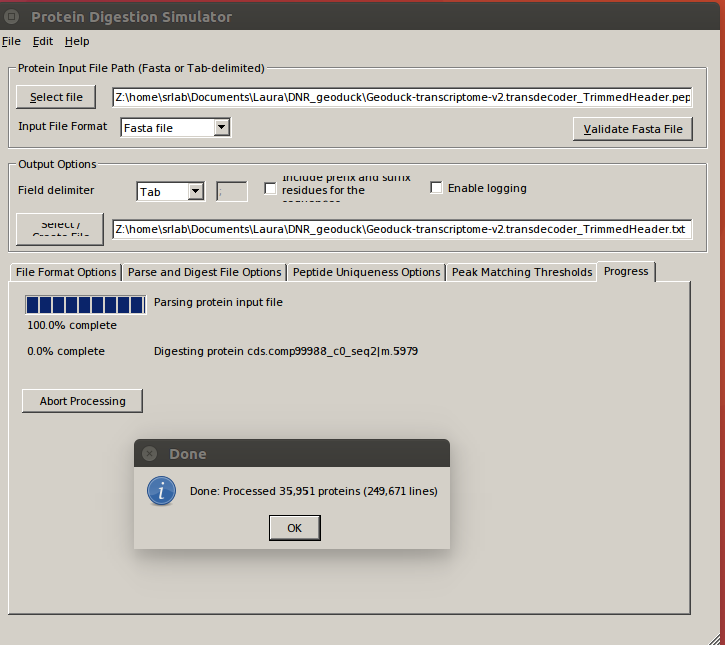 Protein Digestion Simulator
File Edit Help
Protein Input File Path (Fasta or Tab-delimited)
Select file Z:\home\srlab\Documents\Laura\DNR_geoduck\Geoduck-transcriptome-v2.transdecoder_TrimmedHeader.pep
Input File Format Fasta file Validate Fasta File
Output Options
Include prefix and suffix
Field delimiter Tab ; residues for the Enable logging
sequences
Select /
Create File Z:\home\srlab\Documents\Laura\DNR_geoduck\Geoduck-transcriptome-v2.transdecoder_TrimmedHeader.txt
File Format Options Parse and Digest File Options Peptide Uniqueness Options Peak Matching Thresholds Progress
Parsing protein input file
100.0% complete
0.0% complete Digesting protein cds.comp99988_c0_seq2|m.5979
Abort Processing
Done
Done: Processed 35,951 proteins (249,671 lines)
OK